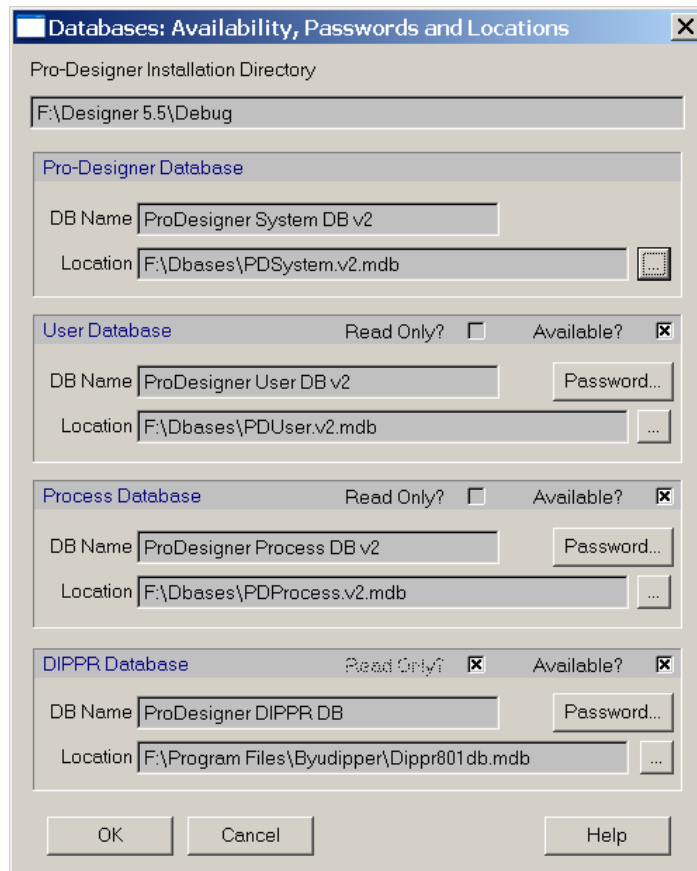 Databases: Availability, Passwords and Locations
Pro-Designer Installation Directory
F:\Designer 5.5\Debug
Pro-Designer Database
DB Name ProDesigner System DB v2
Location F:\Dbases\PDSystem.v2.mdb ...
User Database Read Only? Available?
DB Name ProDesigner User DB v2 Password...
Location F:\Dbases\PDUser.v2.mdb ...
Process Database Read Only? Available?
DB Name ProDesigner Process DB v2 Password...
Location F:\Dbases\PDProcess.v2.mdb ...
DIPPR Database Read Only? Available?
DB Name ProDesigner DIPPR DB Password...
Location F:\Program Files\Byudipper\Dippr801db.mdb ...
OK Cancel Help